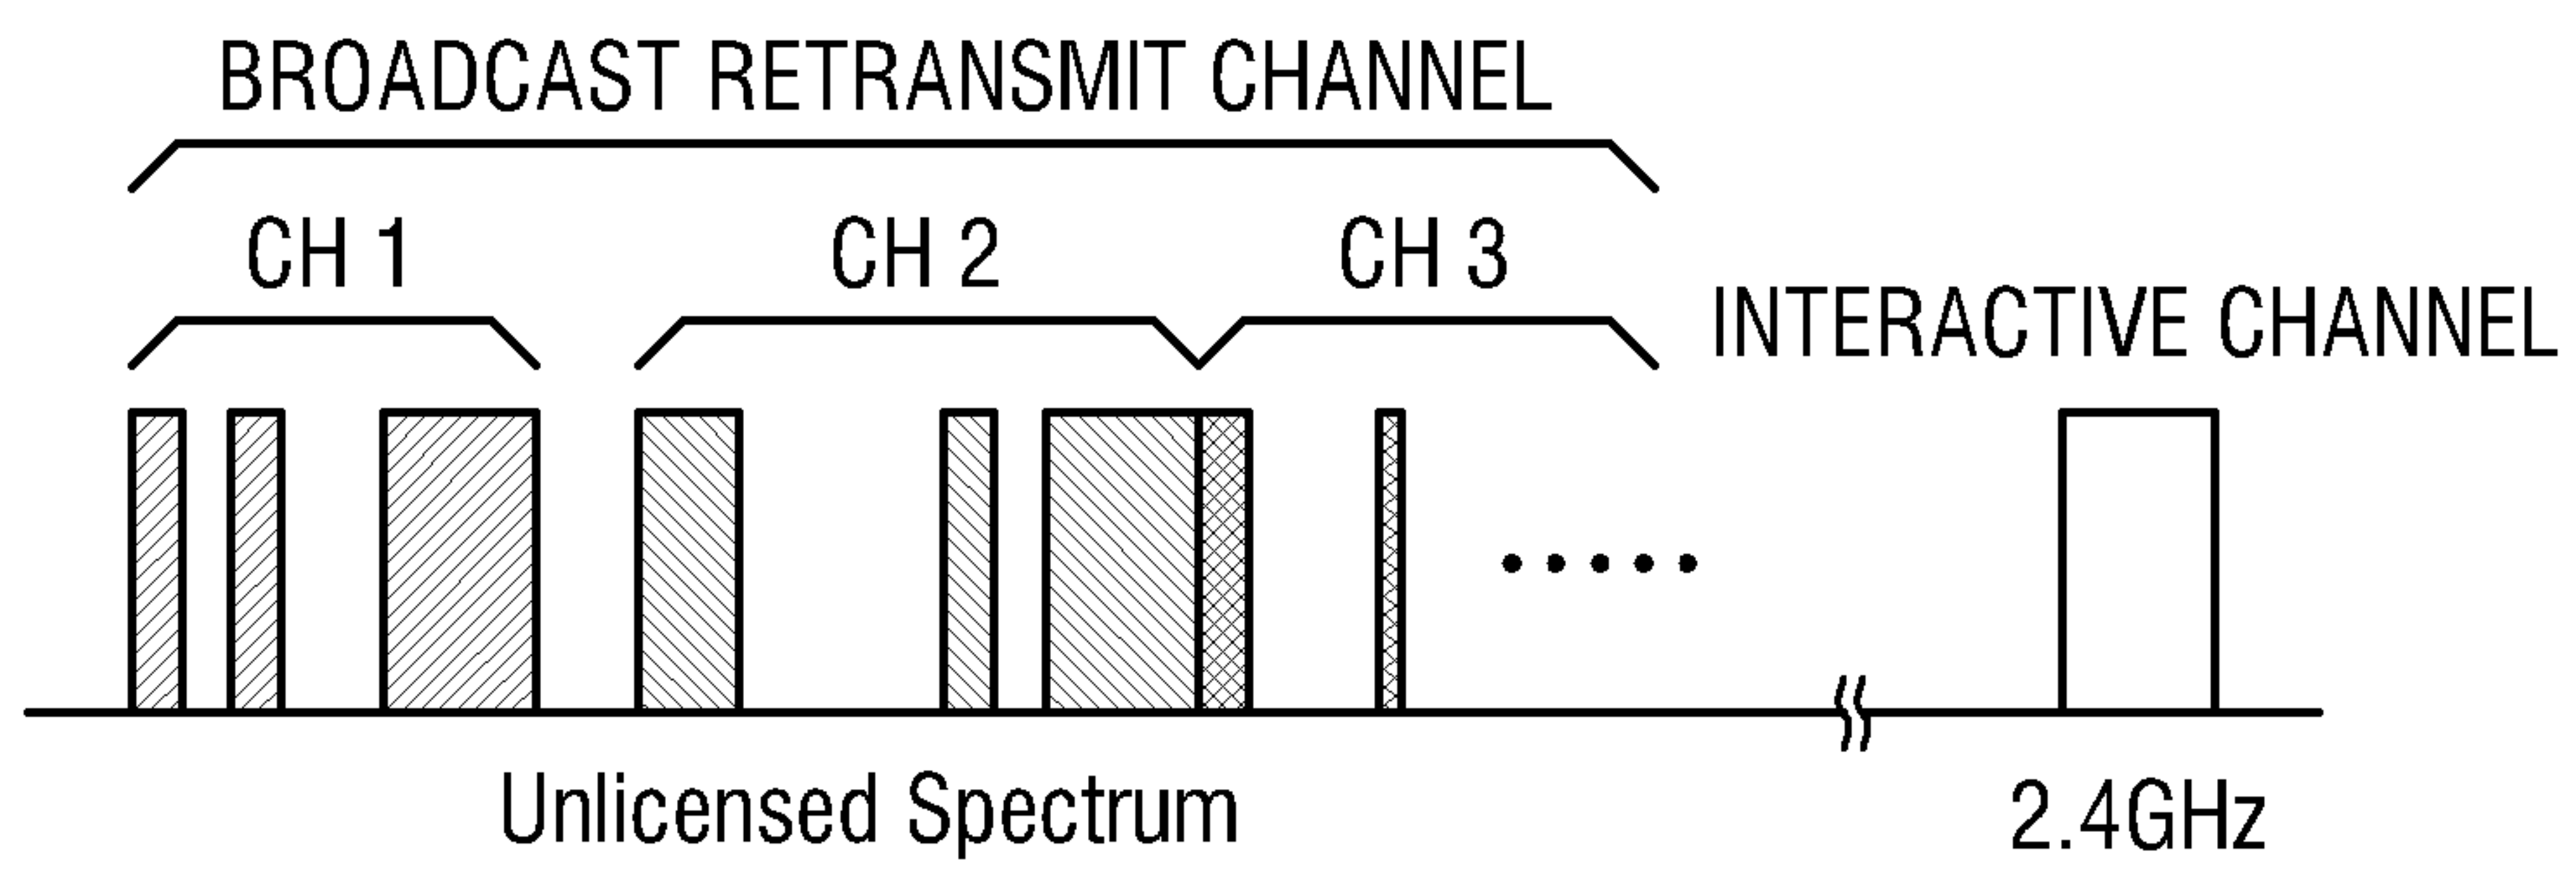 BROADCAST RETRANSMIT CHANNEL
CH 1
CH 2
CH 3
INTERACTIVE CHANNEL
Unlicensed Spectrum
2.4GHz